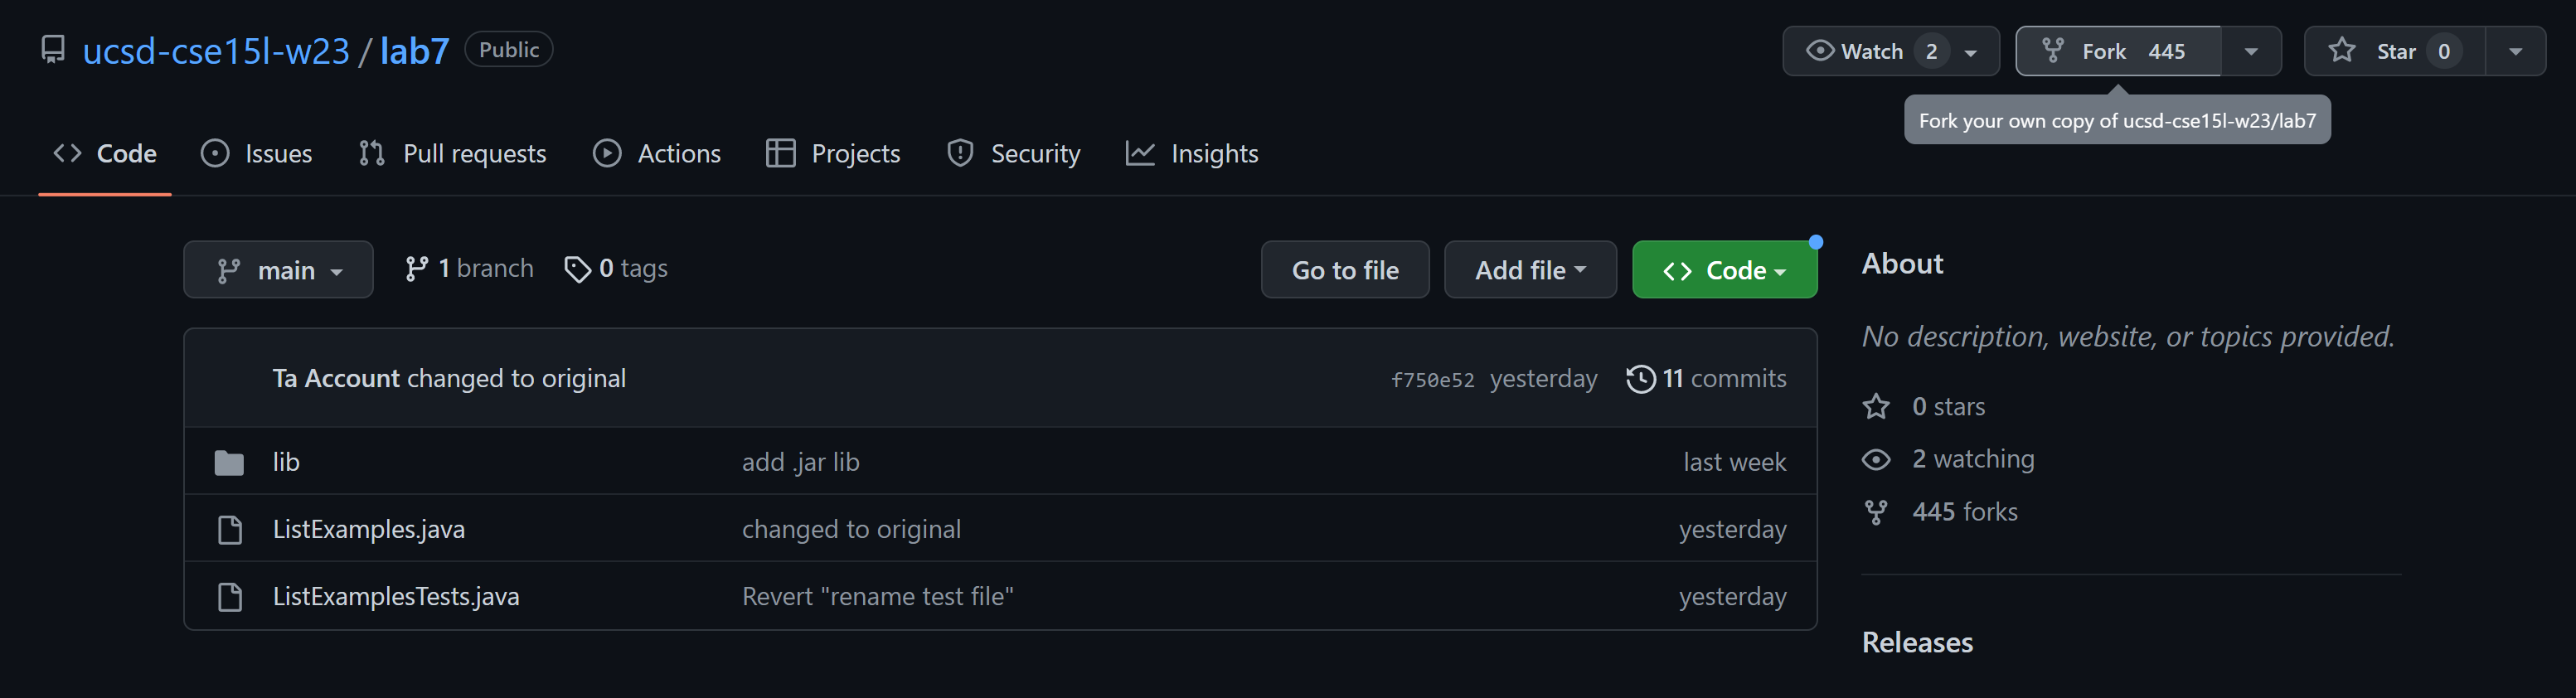 ucsd-cse15l-w23 / lab7 Public Watch 2 Fork 445 Star 0
Fork your own copy of ucsd-cse15l-w23/lab7
Code Issues Pull requests Actions Projects Security Insights
main 1 branch 0 tags Go to file Add file Code
Ta Account changed to original f750e52 yesterday 11 commits
lib add .jar lib last week
ListExamples.java changed to original yesterday
ListExamplesTests.java Revert "rename test file" yesterday
About
No description, website, or topics provided.
0 stars
2 watching
445 forks
Releases